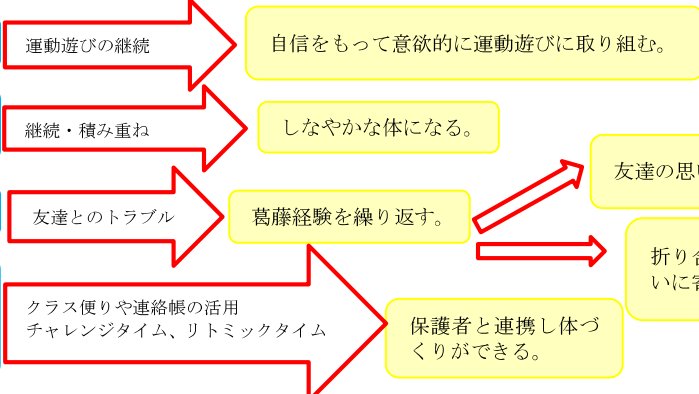 運動遊びの継続
自信をもって意欲的に運動遊びに取り組む。
継続・積み重ね
しなやかな体になる。
友達とのトラブル
葛藤経験を繰り返す。
友達の思
折り
いに
クラス便りや連絡帳の活用
チャレンジタイム、リトミックタイム
保護者と連携し体づ
くりができる。